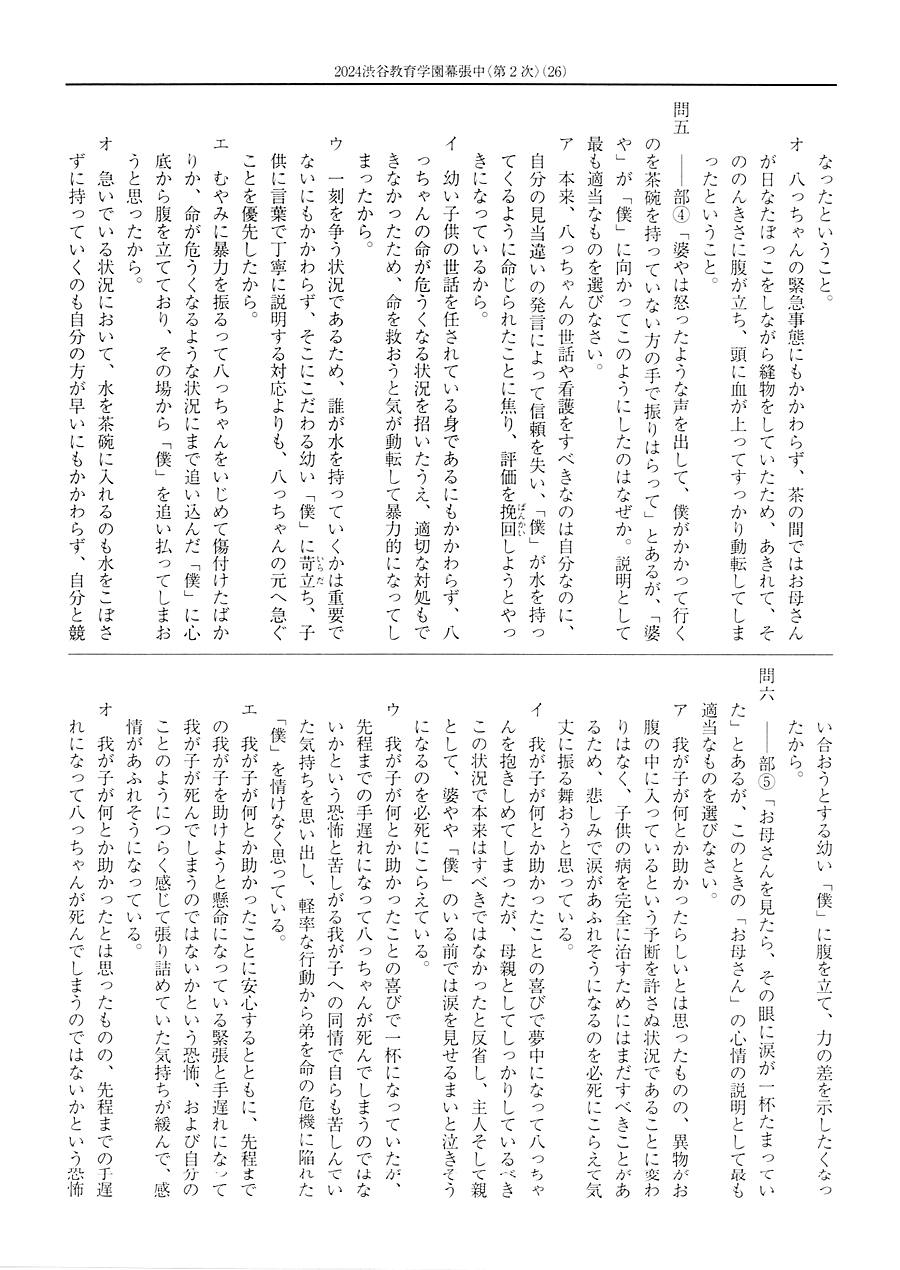 2024渋谷教育学園幕張中(第2次)(26)
なったということ。
オ 八っちゃんの緊急事態にもかかわらず、茶の間ではお母さん
が日なたぼっこをしながら縫物をしていたため、あきれて、そ
ののんきさに腹が立ち、頭に血が上ってすっかり動転してしま
ったということ。
問五 ――部④「婆やは怒ったような声を出して、僕がかかって行く
のを茶碗を持っていない方の手で振りはらって」とあるが、「婆
や」が「僕」に向かってこのようにしたのはなぜか。説明として
最も適当なものを選びなさい。
ア 本来、八っちゃんの世話や看護をすべきなのは自分なのに、
自分の見当違いの発言によって信頼を失い、「僕」が水を持っ
てくるように命じられたことに焦り、評価を挽回しようとやっ
きになっているから。
ばんかい
イ 幼い子供の世話を任されている身であるにもかかわらず、八
っちゃんの命が危うくなる状況を招いたうえ、適切な対処もで
きなかったため、命を救おうと気が動転して暴力的になってし
まったから。
ウ 一刻を争う状況であるため、誰が水を持っていくかは重要で
ないにもかかわらず、そこにこだわる幼い「僕」に苛立ち、子
いらだ
供に言葉で丁寧に説明する対応よりも、八っちゃんの元へ急ぐ
ことを優先したから。
エ むやみに暴力を振るって八っちゃんをいじめて傷付けたばか
りか、命が危うくなるような状況にまで追い込んだ「僕」に心
底から腹を立てており、その場から「僕」を追い払ってしまお
うと思ったから。
オ 急いでいる状況において、水を茶碗に入れるのも水をこぼさ
ずに持っていくのも自分の方が早いにもかかわらず、自分と競
い合おうとする幼い「僕」に腹を立て、力の差を示したくなっ
たから。
問六 ――部⑤「お母さんを見たら、その眼に涙が一杯たまってい
た」とあるが、このときの「お母さん」の心情の説明として最も
適当なものを選びなさい。
ア 我が子が何とか助かったらしいとは思ったものの、異物がお
腹の中に入っているという予断を許さぬ状況であることに変わ
りはなく、子供の病を完全に治すためにはまだすべきことがあ
るため、悲しみで涙があふれそうになるのを必死にこらえて気
丈に振る舞おうと思っている。
イ 我が子が何とか助かったことの喜びで夢中になって八っちゃ
んを抱きしめてしまったが、母親としてしっかりしているべき
この状況で本来はすべきではなかったと反省し、主人そして親
として、婆やや「僕」のいる前では涙を見せるまいと泣きそう
になるのを必死にこらえている。
ウ 我が子が何とか助かったことの喜びで一杯になっていたが、
先程までの手遅れになって八っちゃんが死んでしまうのではな
いかという恐怖と苦しがる我が子への同情で自らも苦しんでい
た気持ちを思い出し、軽率な行動から弟を命の危機に陥れた
「僕」を情けなく思っている。
エ 我が子が何とか助かったことに安心するとともに、先程まで
の我が子を助けようと懸命になっている緊張と手遅れになって
我が子が死んでしまうのではないかという恐怖、および自分の
ことのようにつらく感じて張り詰めていた気持ちが緩んで、感
情があふれそうになっている。
オ 我が子が何とか助かったとは思ったものの、先程までの手遅
れになって八っちゃんが死んでしまうのではないかという恐怖